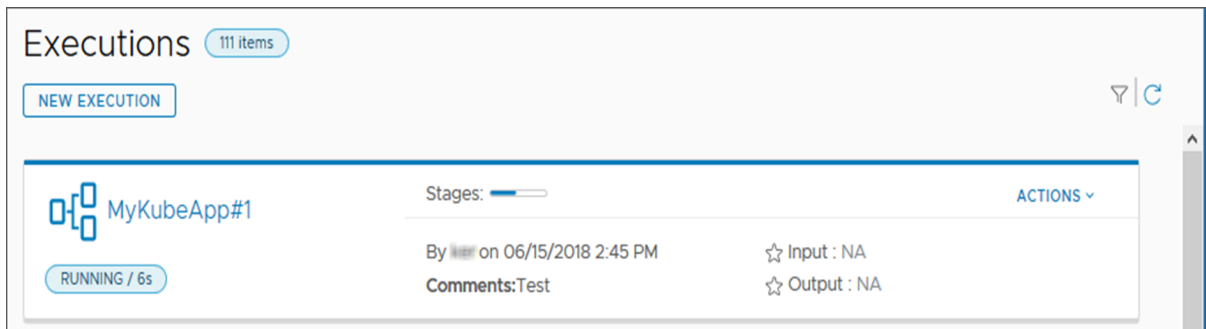 Executions 111 items
NEW EXECUTION
MyKubeApp#1
RUNNING / 6s
Stages:
ACTIONS
By on 06/15/2018 2:45 PM
Comments:Test
Input : NA
Output : NA